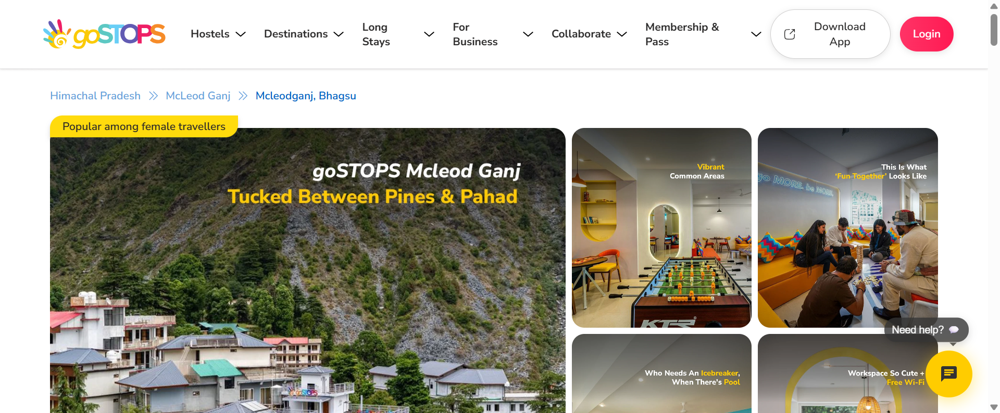 goSTOPS
Hostels
Destinations
Long
Stays
For
Business
Collaborate
Membership &
Pass
Download
App
Login
Himachal Pradesh
McLeod Ganj
Mcleodganj, Bhagsu
Popular among female travellers
goSTOPS Mcleod Ganj
Tucked Between Pines & Pahad
goSTOPS
Vibrant
Common Areas
KTR
This Is What
‘Fun Together’ Looks Like
go MORE. be MORE.
Who Needs An Icebreaker,
When There's Pool
Workspace So Cute +
Free Wi-Fi
Need help? 💬